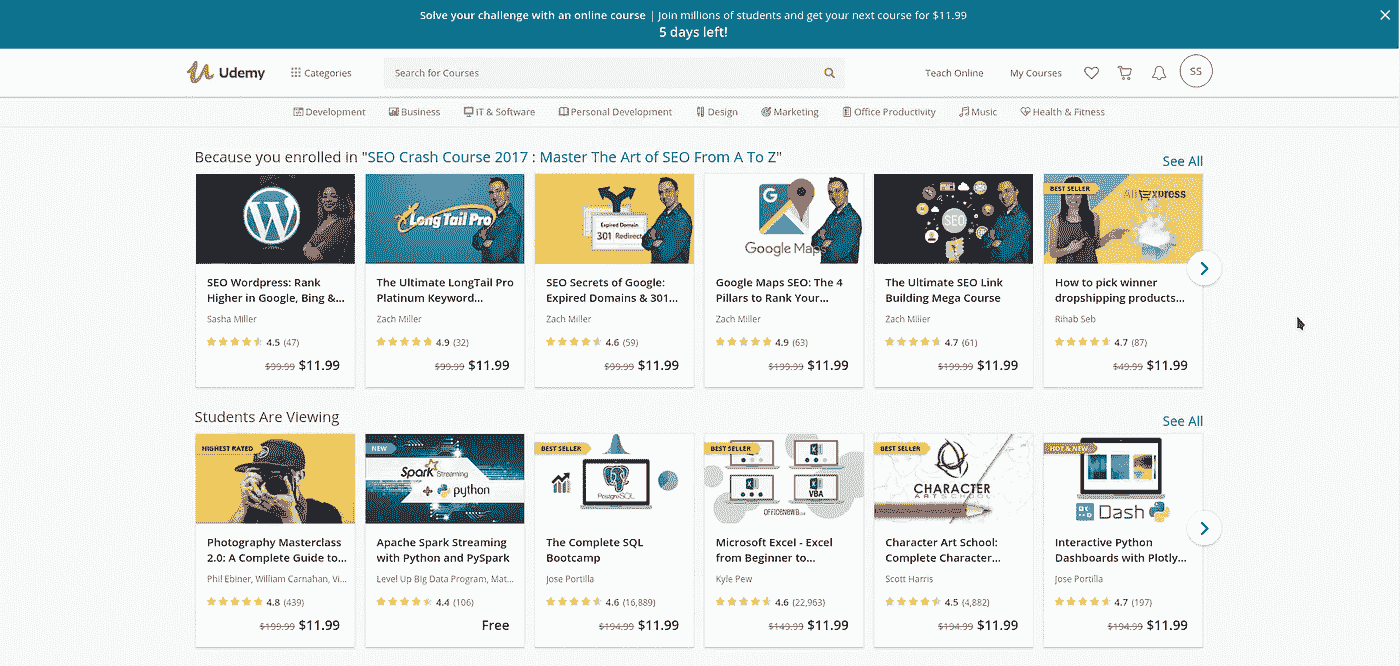 Solve your challenge with an online course | Join millions of students and get your next course for $11.99
5 days left!
Udemy
Categories
Search for Courses
Teach Online
My Courses
SS
Development
Business
IT & Software
Personal Development
Design
Marketing
Office Productivity
Music
Health & Fitness
Because you enrolled in "SEO Crash Course 2017 : Master The Art of SEO From A To Z"
See All
W
LongTail Pro
Expired Domain
301 Redirect
G
Google Maps
SEO
BEST SELLER
AliExpress
SEO Wordpress: Rank
Higher in Google, Bing &...
Sasha Miller
4.5 (47)
$99.99 $11.99
The Ultimate LongTail Pro
Platinum Keyword...
Zach Miller
4.9 (32)
$99.99 $11.99
SEO Secrets of Google:
Expired Domains & 301...
Zach Miller
4.6 (59)
$99.99 $11.99
Google Maps SEO: The 4
Pillars to Rank Your...
Zach Miller
4.9 (63)
$199.99 $11.99
The Ultimate SEO Link
Building Mega Course
Zach Miller
4.7 (61)
$199.99 $11.99
How to pick winner
dropshipping products...
Rihab Seb
4.7 (87)
$49.99 $11.99
Students Are Viewing
See All
HIGHEST RATED
NEW
Spark Streaming
+ python
BEST SELLER
PostgreSQL
BEST SELLER
VBA
OFFICENEWB.COM
BEST SELLER
CHARACTER
ART SCHOOL
HOT & NEW
Dash
Photography Masterclass
2.0: A Complete Guide to...
Phil Ebiner, William Carnahan, Vi...
4.8 (439)
$199.99 $11.99
Apache Spark Streaming
with Python and PySpark
Level Up Big Data Program, Mat...
4.4 (106)
Free
The Complete SQL
Bootcamp
Jose Portilla
4.6 (16,889)
$194.99 $11.99
Microsoft Excel - Excel
from Beginner to...
Kyle Pew
4.6 (22,963)
$149.99 $11.99
Character Art School:
Complete Character...
Scott Harris
4.5 (4,882)
$194.99 $11.99
Interactive Python
Dashboards with Plotly...
Jose Portilla
4.7 (197)
$194.99 $11.99